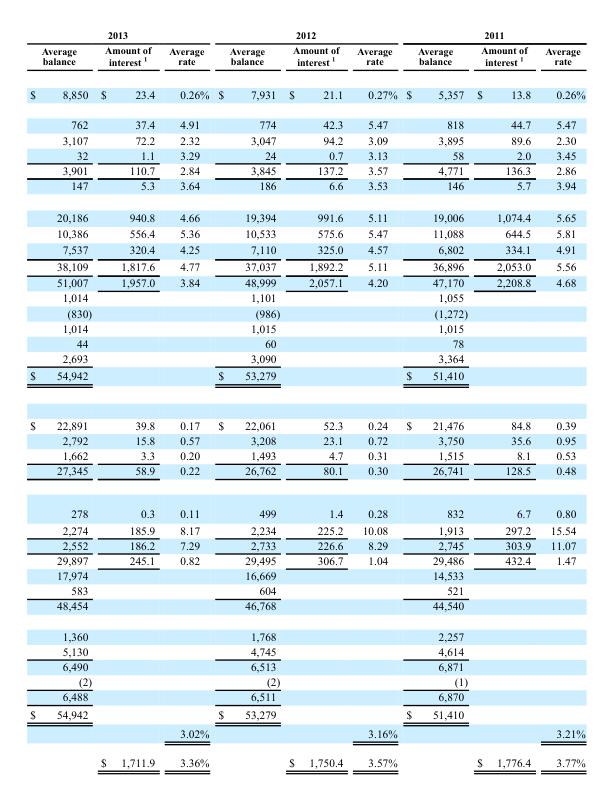 2013 2012 2011
Average balance Amount of interest 1 Average rate Average balance Amount of interest 1 Average rate Average balance Amount of interest 1 Average rate
$ 8,850 $ 23.4 0.26% $ 7,931 $ 21.1 0.27% $ 5,357 $ 13.8 0.26%
762 37.4 4.91 774 42.3 5.47 818 44.7 5.47
3,107 72.2 2.32 3,047 94.2 3.09 3,895 89.6 2.30
32 1.1 3.29 24 0.7 3.13 58 2.0 3.45
3,901 110.7 2.84 3,845 137.2 3.57 4,771 136.3 2.86
147 5.3 3.64 186 6.6 3.53 146 5.7 3.94
20,186 940.8 4.66 19,394 991.6 5.11 19,006 1,074.4 5.65
10,386 556.4 5.36 10,533 575.6 5.47 11,088 644.5 5.81
7,537 320.4 4.25 7,110 325.0 4.57 6,802 334.1 4.91
38,109 1,817.6 4.77 37,037 1,892.2 5.11 36,896 2,053.0 5.56
51,007 1,957.0 3.84 48,999 2,057.1 4.20 47,170 2,208.8 4.68
1,014 1,101 1,055
(830) (986) (1,272)
1,014 1,015 1,015
44 60 78
2,693 3,090 3,364
$ 54,942 $ 53,279 $ 51,410
$ 22,891 39.8 0.17 $ 22,061 52.3 0.24 $ 21,476 84.8 0.39
2,792 15.8 0.57 3,208 23.1 0.72 3,750 35.6 0.95
1,662 3.3 0.20 1,493 4.7 0.31 1,515 8.1 0.53
27,345 58.9 0.22 26,762 80.1 0.30 26,741 128.5 0.48
278 0.3 0.11 499 1.4 0.28 832 6.7 0.80
2,274 185.9 8.17 2,234 225.2 10.08 1,913 297.2 15.54
2,552 186.2 7.29 2,733 226.6 8.29 2,745 303.9 11.07
29,897 245.1 0.82 29,495 306.7 1.04 29,486 432.4 1.47
17,974 16,669 14,533
583 604 521
48,454 46,768 44,540
1,360 1,768 2,257
5,130 4,745 4,614
6,490 6,513 6,871
(2) (2) (1)
6,488 6,511 6,870
$ 54,942 $ 53,279 $ 51,410
3.02% 3.16% 3.21%
$ 1,711.9 3.36% $ 1,750.4 3.57% $ 1,776.4 3.77%